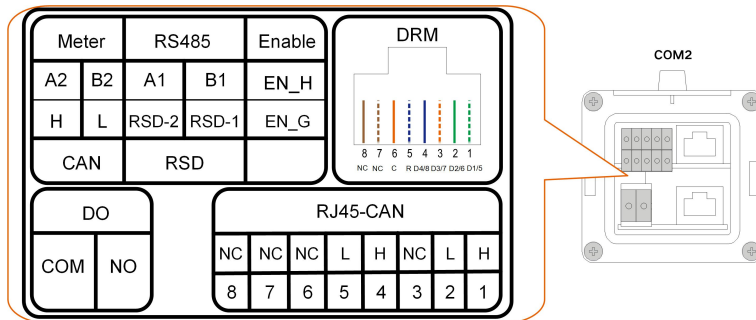 Meter RS485 Enable
A2 B2 A1 B1 EN_H
H L RSD-2 RSD-1 EN_G
CAN RSD
DRM
8 7 6 5 4 3 2 1
NC NC C R D4/8 D3/7 D2/6 D1/5
DO
COM NO
RJ45-CAN
NC NC NC L H NC L H
8 7 6 5 4 3 2 1
COM2